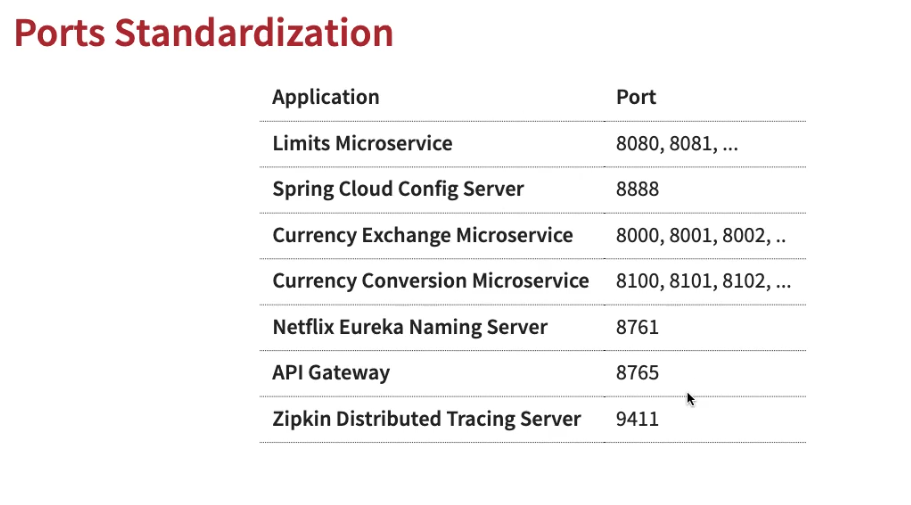 Ports Standardization
Application Port
Limits Microservice 8080, 8081, ...
Spring Cloud Config Server 8888
Currency Exchange Microservice 8000, 8001, 8002, ..
Currency Conversion Microservice 8100, 8101, 8102, ...
Netflix Eureka Naming Server 8761
API Gateway 8765
Zipkin Distributed Tracing Server 9411